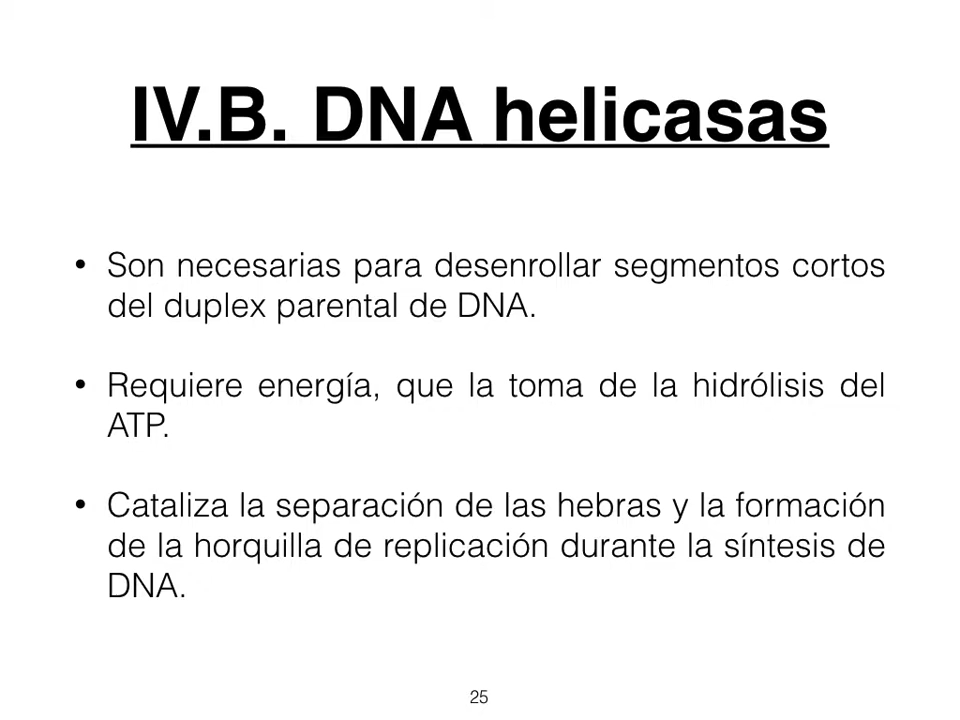 IV.B. DNA helicasas
• Son necesarias para desenrollar segmentos cortos
del duplex parental de DNA.
• Requiere energía, que la toma de la hidrólisis del
ATP.
• Cataliza la separación de las hebras y la formación
de la horquilla de replicación durante la síntesis de
DNA.
25